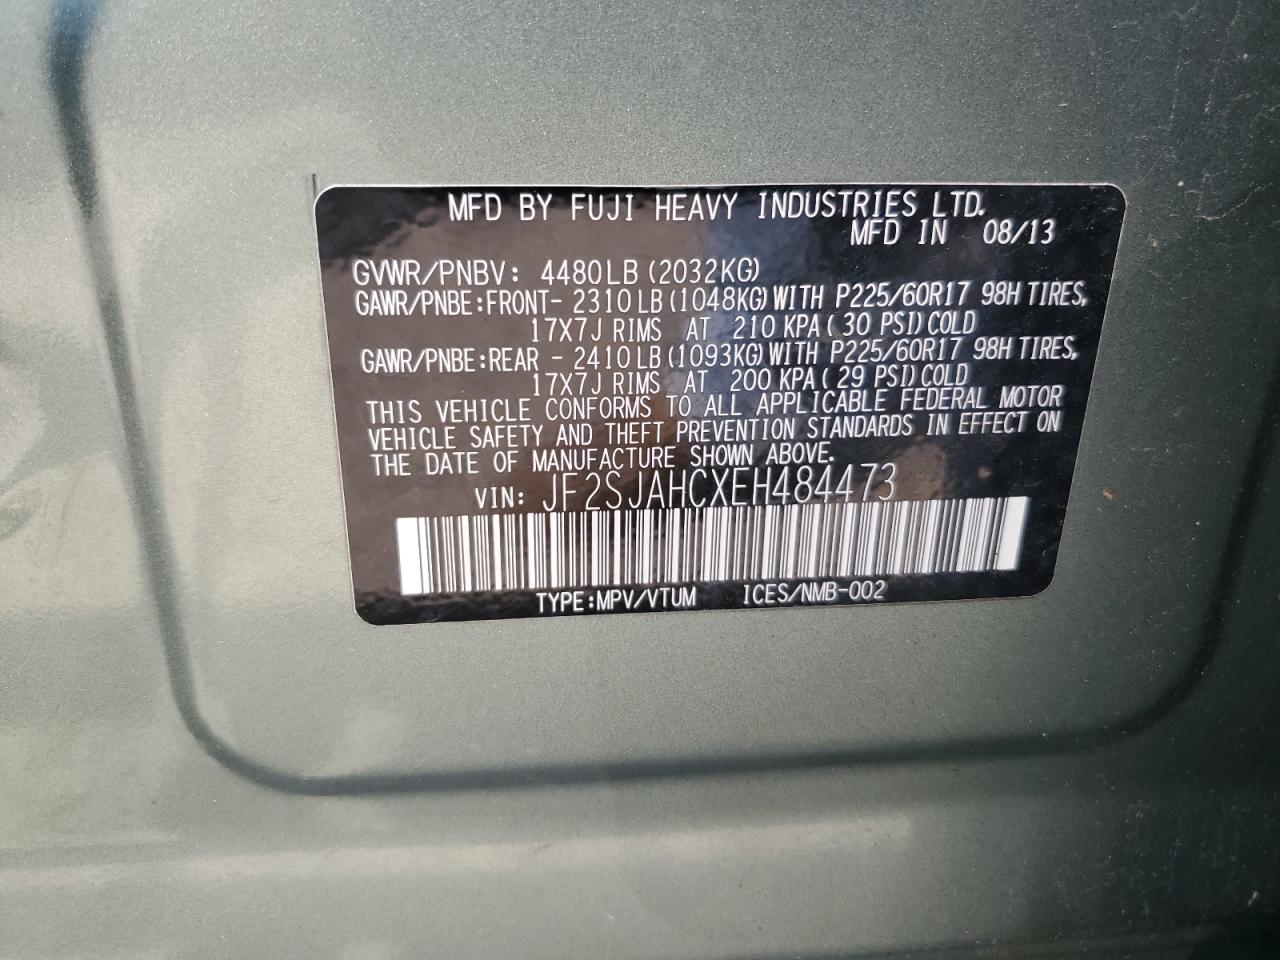 MFD BY FUJI HEAVY INDUSTRIES LTD.
MFD IN 08/13
GVWR/PNBV: 4480LB (2032KG)
GAWR/PNBE:FRONT- 2310LB (1048KG) WITH P225/60R17 98H TIRES,
17X7J RIMS AT 210 KPA (30 PSI) COLD
GAWR/PNBE:REAR - 2410LB (1093KG) WITH P225/60R17 98H TIRES,
17X7J RIMS AT 200 KPA (29 PSI) COLD
THIS VEHICLE CONFORMS TO ALL APPLICABLE FEDERAL MOTOR
VEHICLE SAFETY AND THEFT PREVENTION STANDARDS IN EFFECT ON
THE DATE OF MANUFACTURE SHOWN ABOVE.
VIN: JF2SJAHCXEH484473
TYPE:MPV/VTUM ICES/NMB-002